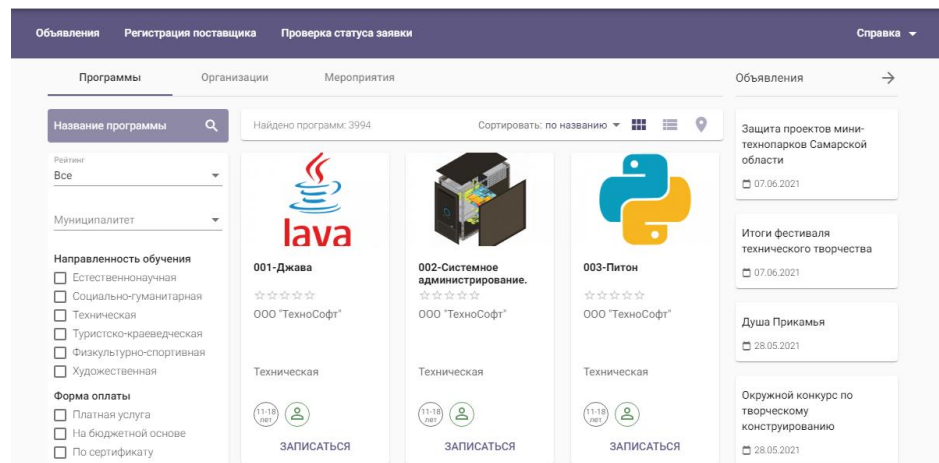 Объявления Регистрация поставщика Проверка статуса заявки Справка
Программы Организации Мероприятия
Название программы
Рейтинг
Все
Муниципалитет
Направленность обучения
Естественнонаучная
Социально-гуманитарная
Техническая
Туристско-краеведческая
Физкультурно-спортивная
Художественная
Форма оплаты
Платная услуга
На бюджетной основе
По сертификату
Найдено программ: 3994 Сортировать: по названию
Java
001-Джава
ООО "ТехноСофт"
Техническая
11-18
лет
ЗАПИСАТЬСЯ
002-Системное
администрирование.
ООО "ТехноСофт"
Техническая
11-18
лет
ЗАПИСАТЬСЯ
003-Питон
ООО "ТехноСофт"
Техническая
11-18
лет
ЗАПИСАТЬСЯ
Объявления
Защита проектов мини-
технопарков Самарской
области
07.06.2021
Итоги фестиваля
технического творчества
07.06.2021
Душа Прикамья
28.05.2021
Окружной конкурс по
творческому
конструированию
28.05.2021